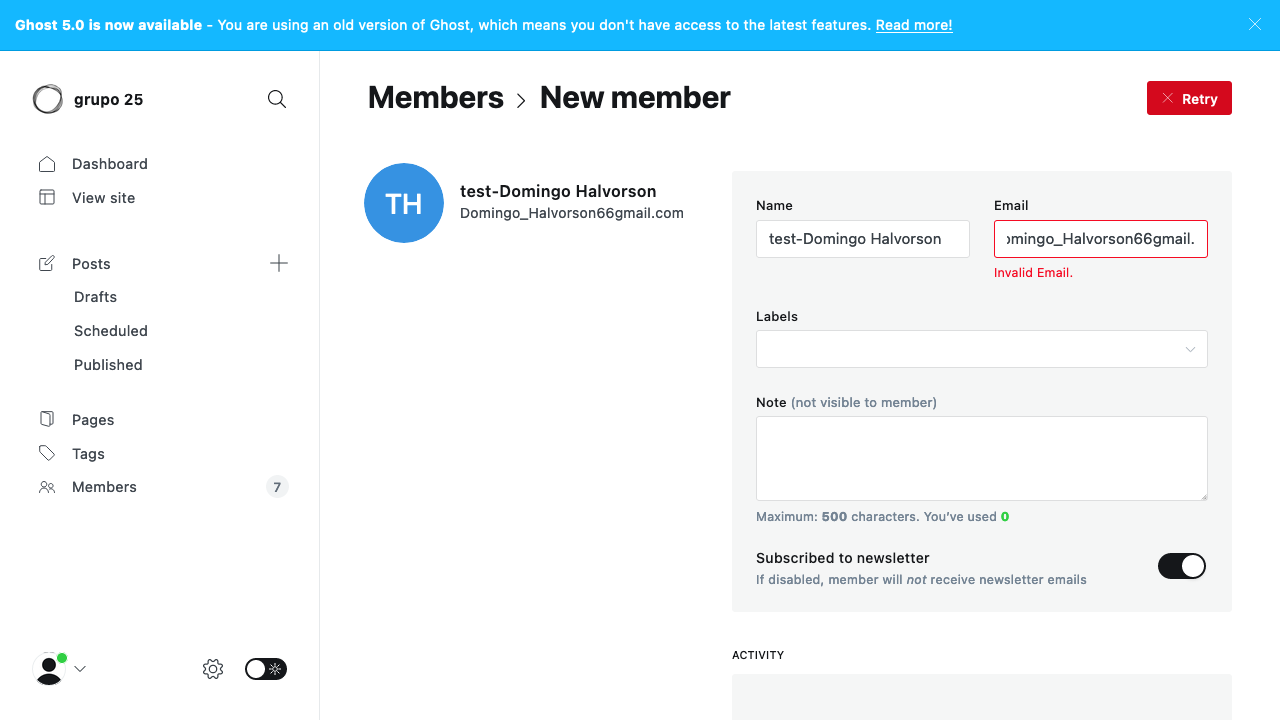 Ghost 5.0 is now available - You are using an old version of Ghost, which means you don't have access to the latest features. Read more!
grupo 25
Dashboard
View site
Posts
Drafts
Scheduled
Published
Pages
Tags
Members 7
Members > New member
Retry
TH
test-Domingo Halvorson
Domingo_Halvorson66gmail.com
Name
test-Domingo Halvorson
Email
omingo_Halvorson66gmail.
Invalid Email.
Labels
Note (not visible to member)
Maximum: 500 characters. You've used 0
Subscribed to newsletter
If disabled, member will not receive newsletter emails
ACTIVITY